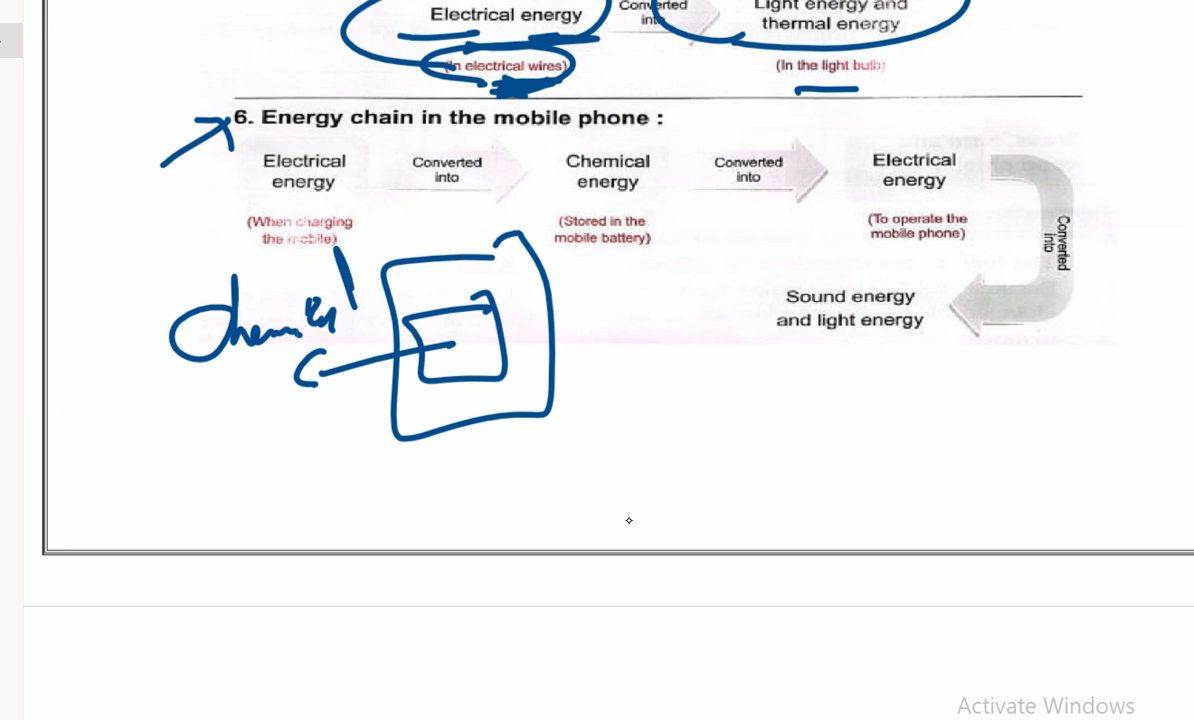 Electrical energy
Converted
into
Light energy and
thermal energy
(In electrical wires)
(In the light bulb)
6. Energy chain in the mobile phone :
Electrical
energy
Converted
into
Chemical
energy
Converted
into
Electrical
energy
(When charging
the mobile)
(Stored in the
mobile battery)
(To operate the
mobile phone)
Converted
into
Sound energy
and light energy
Activate Windows